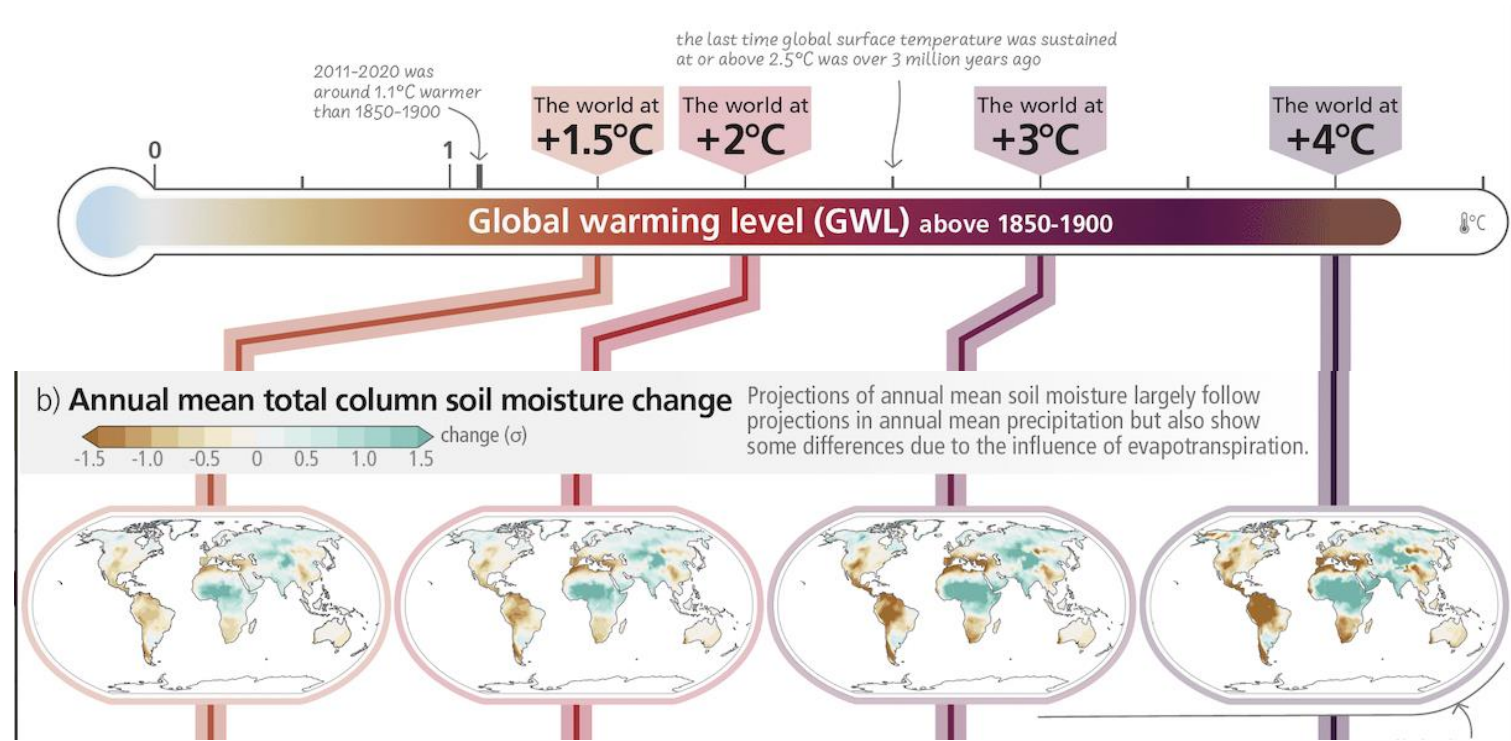 the last time global surface temperature was sustained
at or above 2.5°C was over 3 million years ago
2011-2020 was
around 1.1°C warmer
than 1850-1900
The world at
+1.5°C
The world at
+2°C
The world at
+3°C
The world at
+4°C
0
1
Global warming level (GWL) above 1850-1900
°C
b) Annual mean total column soil moisture change
change (σ)
-1.5 -1.0 -0.5 0 0.5 1.0 1.5
Projections of annual mean soil moisture largely follow
projections in annual mean precipitation but also show
some differences due to the influence of evapotranspiration.